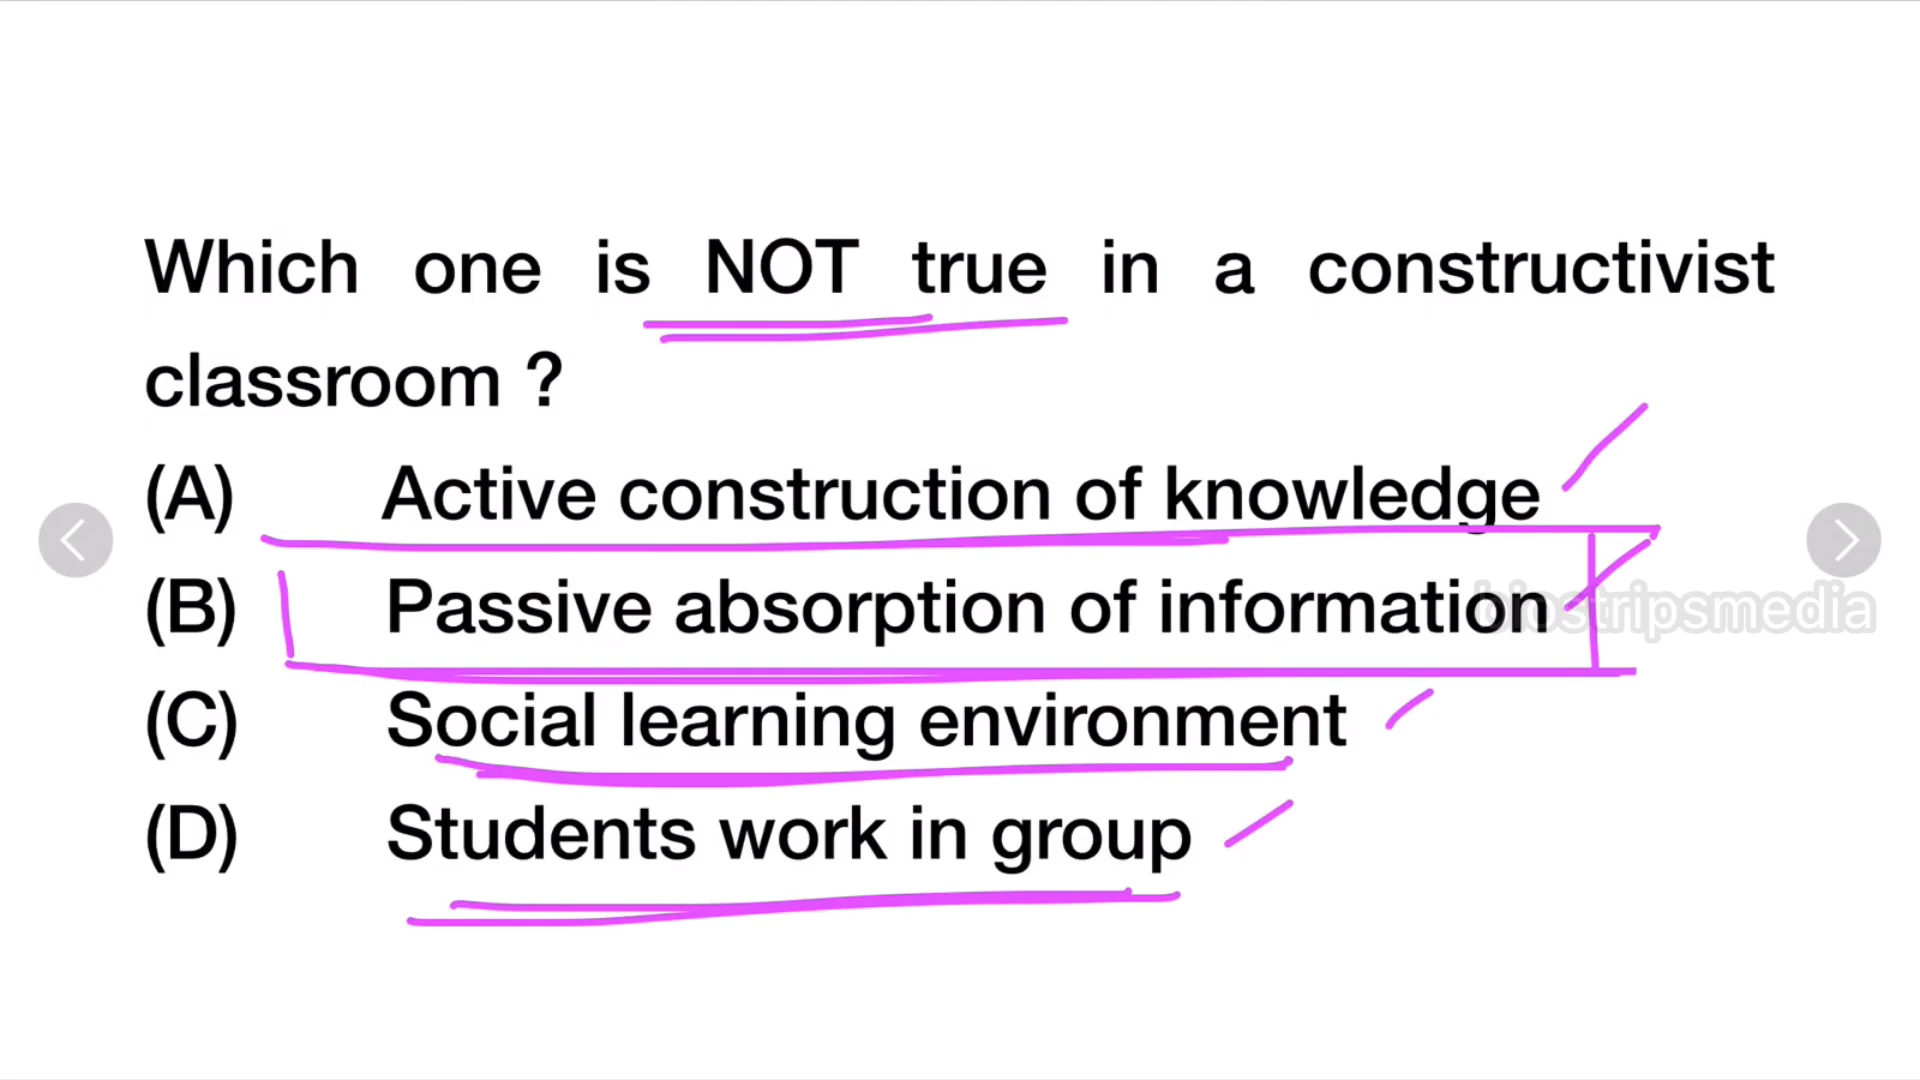 Which one is NOT true in a constructivist
classroom ?
(A) Active construction of knowledge
(B) Passive absorption of information
biostripsmedia
(C) Social learning environment
(D) Students work in group